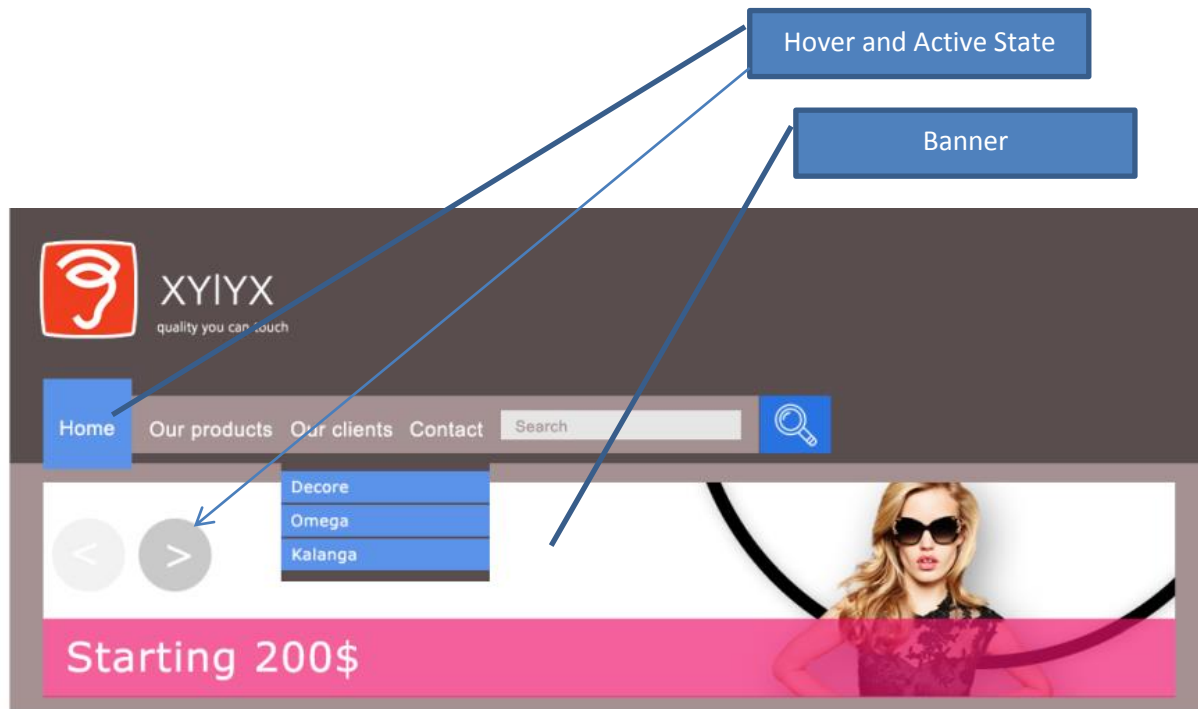 Hover and Active State
Banner
XYlYX
quality you can touch
Home Our products Our clients Contact Search
Decore
Omega
Kalanga
< >
Starting 200$